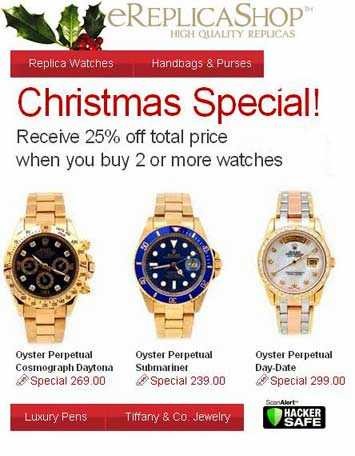 eReplicaShop™
HIGH QUALITY REPLICAS
Replica Watches Handbags & Purses
Christmas Special!
Receive 25% off total price
when you buy 2 or more watches
Oyster Perpetual
Cosmograph Daytona
Special 269.00
Oyster Perpetual
Submariner
Special 239.00
Oyster Perpetual
Day-Date
Special 299.00
Luxury Pens Tiffany & Co. Jewelry
ScanAlert™
HACKER
SAFE